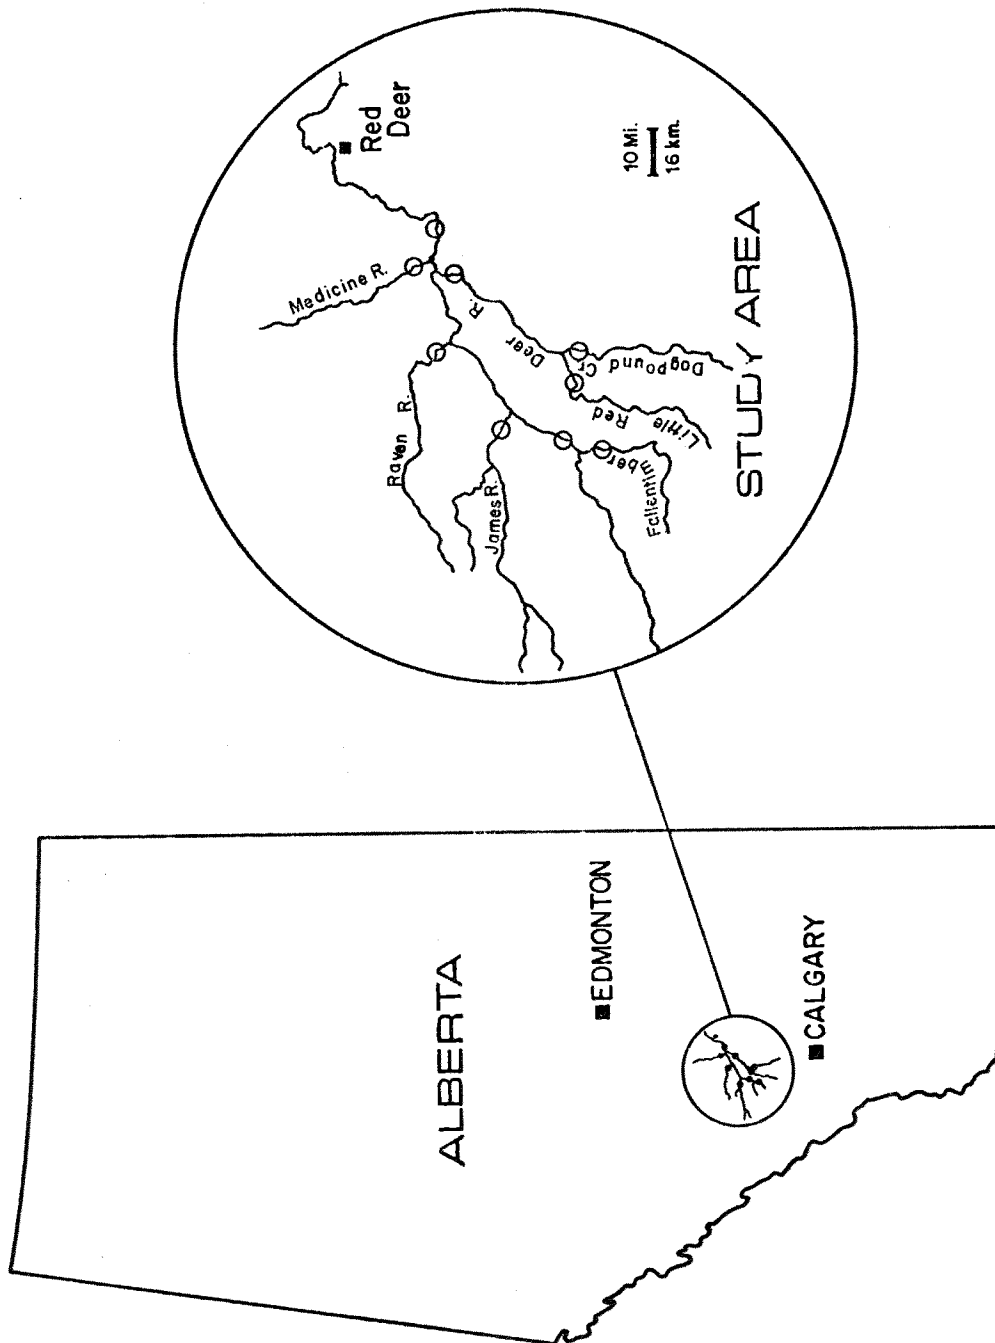 ALBERTA
EDMONTON
CALGARY
Red
Deer
Medicine R.
Raven R.
James R.
Little Red Deer R.
Dogpound Cr.
Fallentimber
10 Mi.
16 km.
STUDY AREA